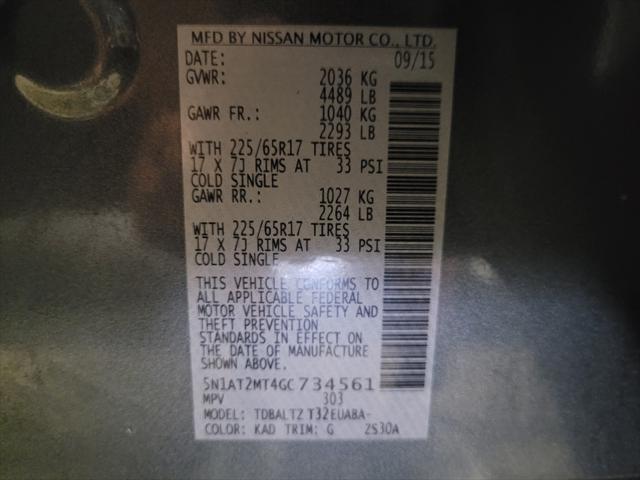 MFD BY NISSAN MOTOR CO., LTD.
DATE: 09/15
GVWR: 2036 KG
4489 LB
GAWR FR.: 1040 KG
2293 LB
WITH 225/65R17 TIRES
17 X 7J RIMS AT 33 PSI
COLD SINGLE
GAWR RR.: 1027 KG
2264 LB
WITH 225/65R17 TIRES
17 X 7J RIMS AT 33 PSI
COLD SINGLE
THIS VEHICLE CONFORMS TO
ALL APPLICABLE FEDERAL
MOTOR VEHICLE SAFETY AND
THEFT PREVENTION
STANDARDS IN EFFECT ON
THE DATE OF MANUFACTURE
SHOWN ABOVE.
5N1AT2MT4GC734561
MPV 303
MODEL: TDBALTZ T32EUABA-
COLOR: KAD TRIM: G 2S30A